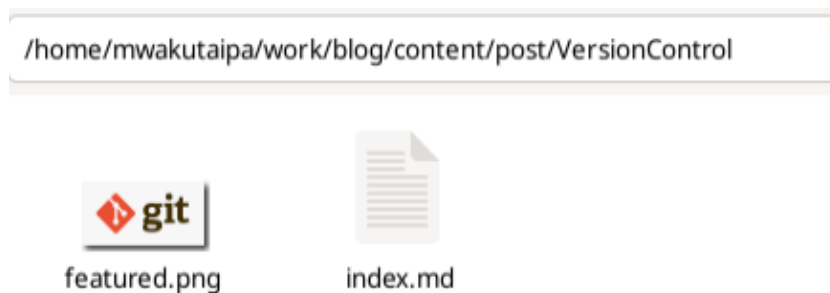 /home/mwakutaipa/work/blog/content/post/VersionControl
git
featured.png
index.md